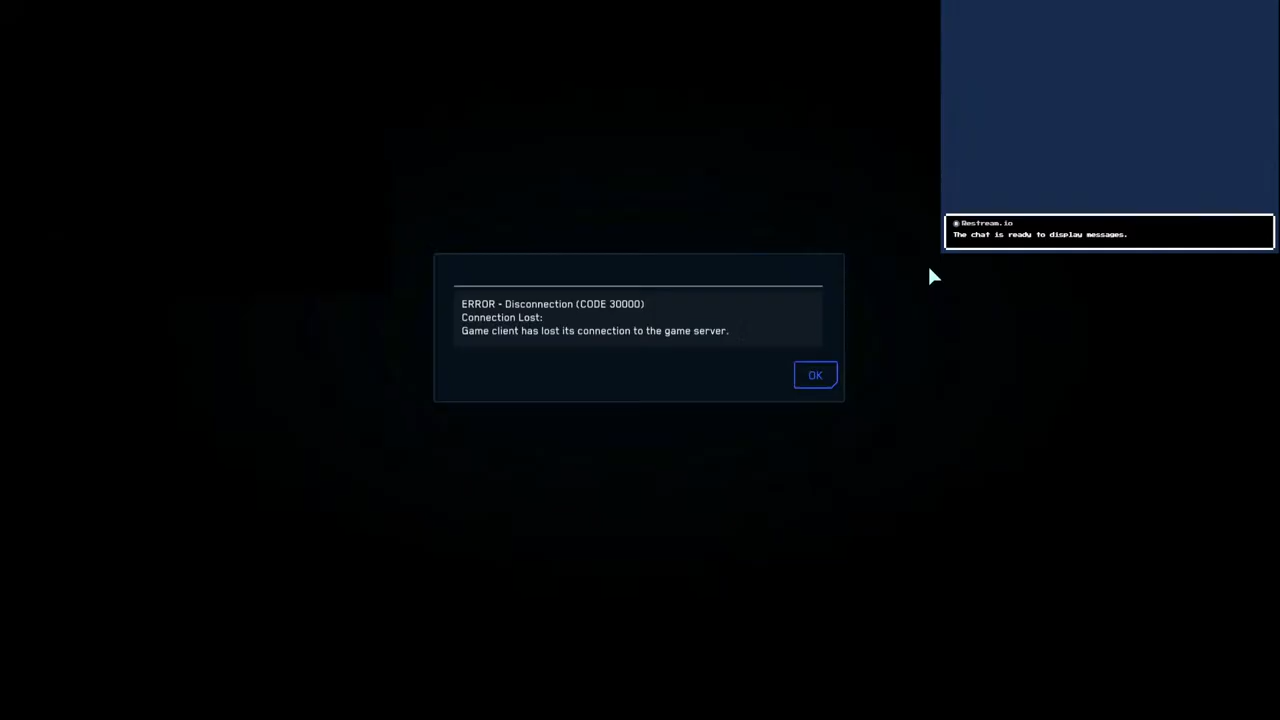 Restream.io
The chat is ready to display messages.
ERROR - Disconnection (CODE 30000)
Connection Lost:
Game client has lost its connection to the game server.
OK